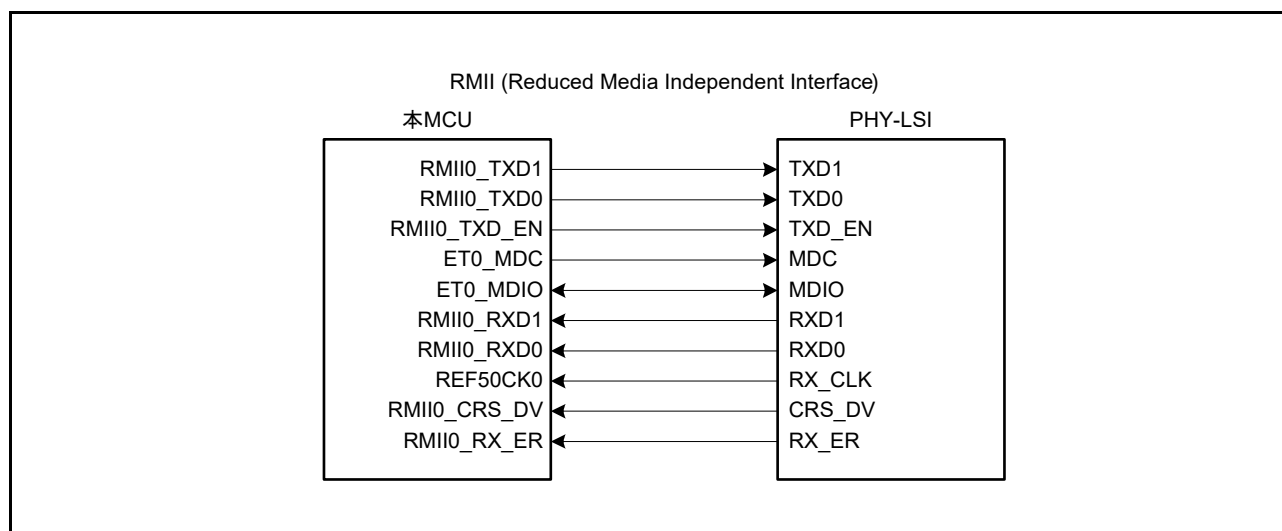 RMII (Reduced Media Independent Interface)
本MCU PHY-LSI
RMII0_TXD1 TXD1
RMII0_TXD0 TXD0
RMII0_TXD_EN TXD_EN
ET0_MDC MDC
ET0_MDIO MDIO
RMII0_RXD1 RXD1
RMII0_RXD0 RXD0
REF50CK0 RX_CLK
RMII0_CRS_DV CRS_DV
RMII0_RX_ER RX_ER